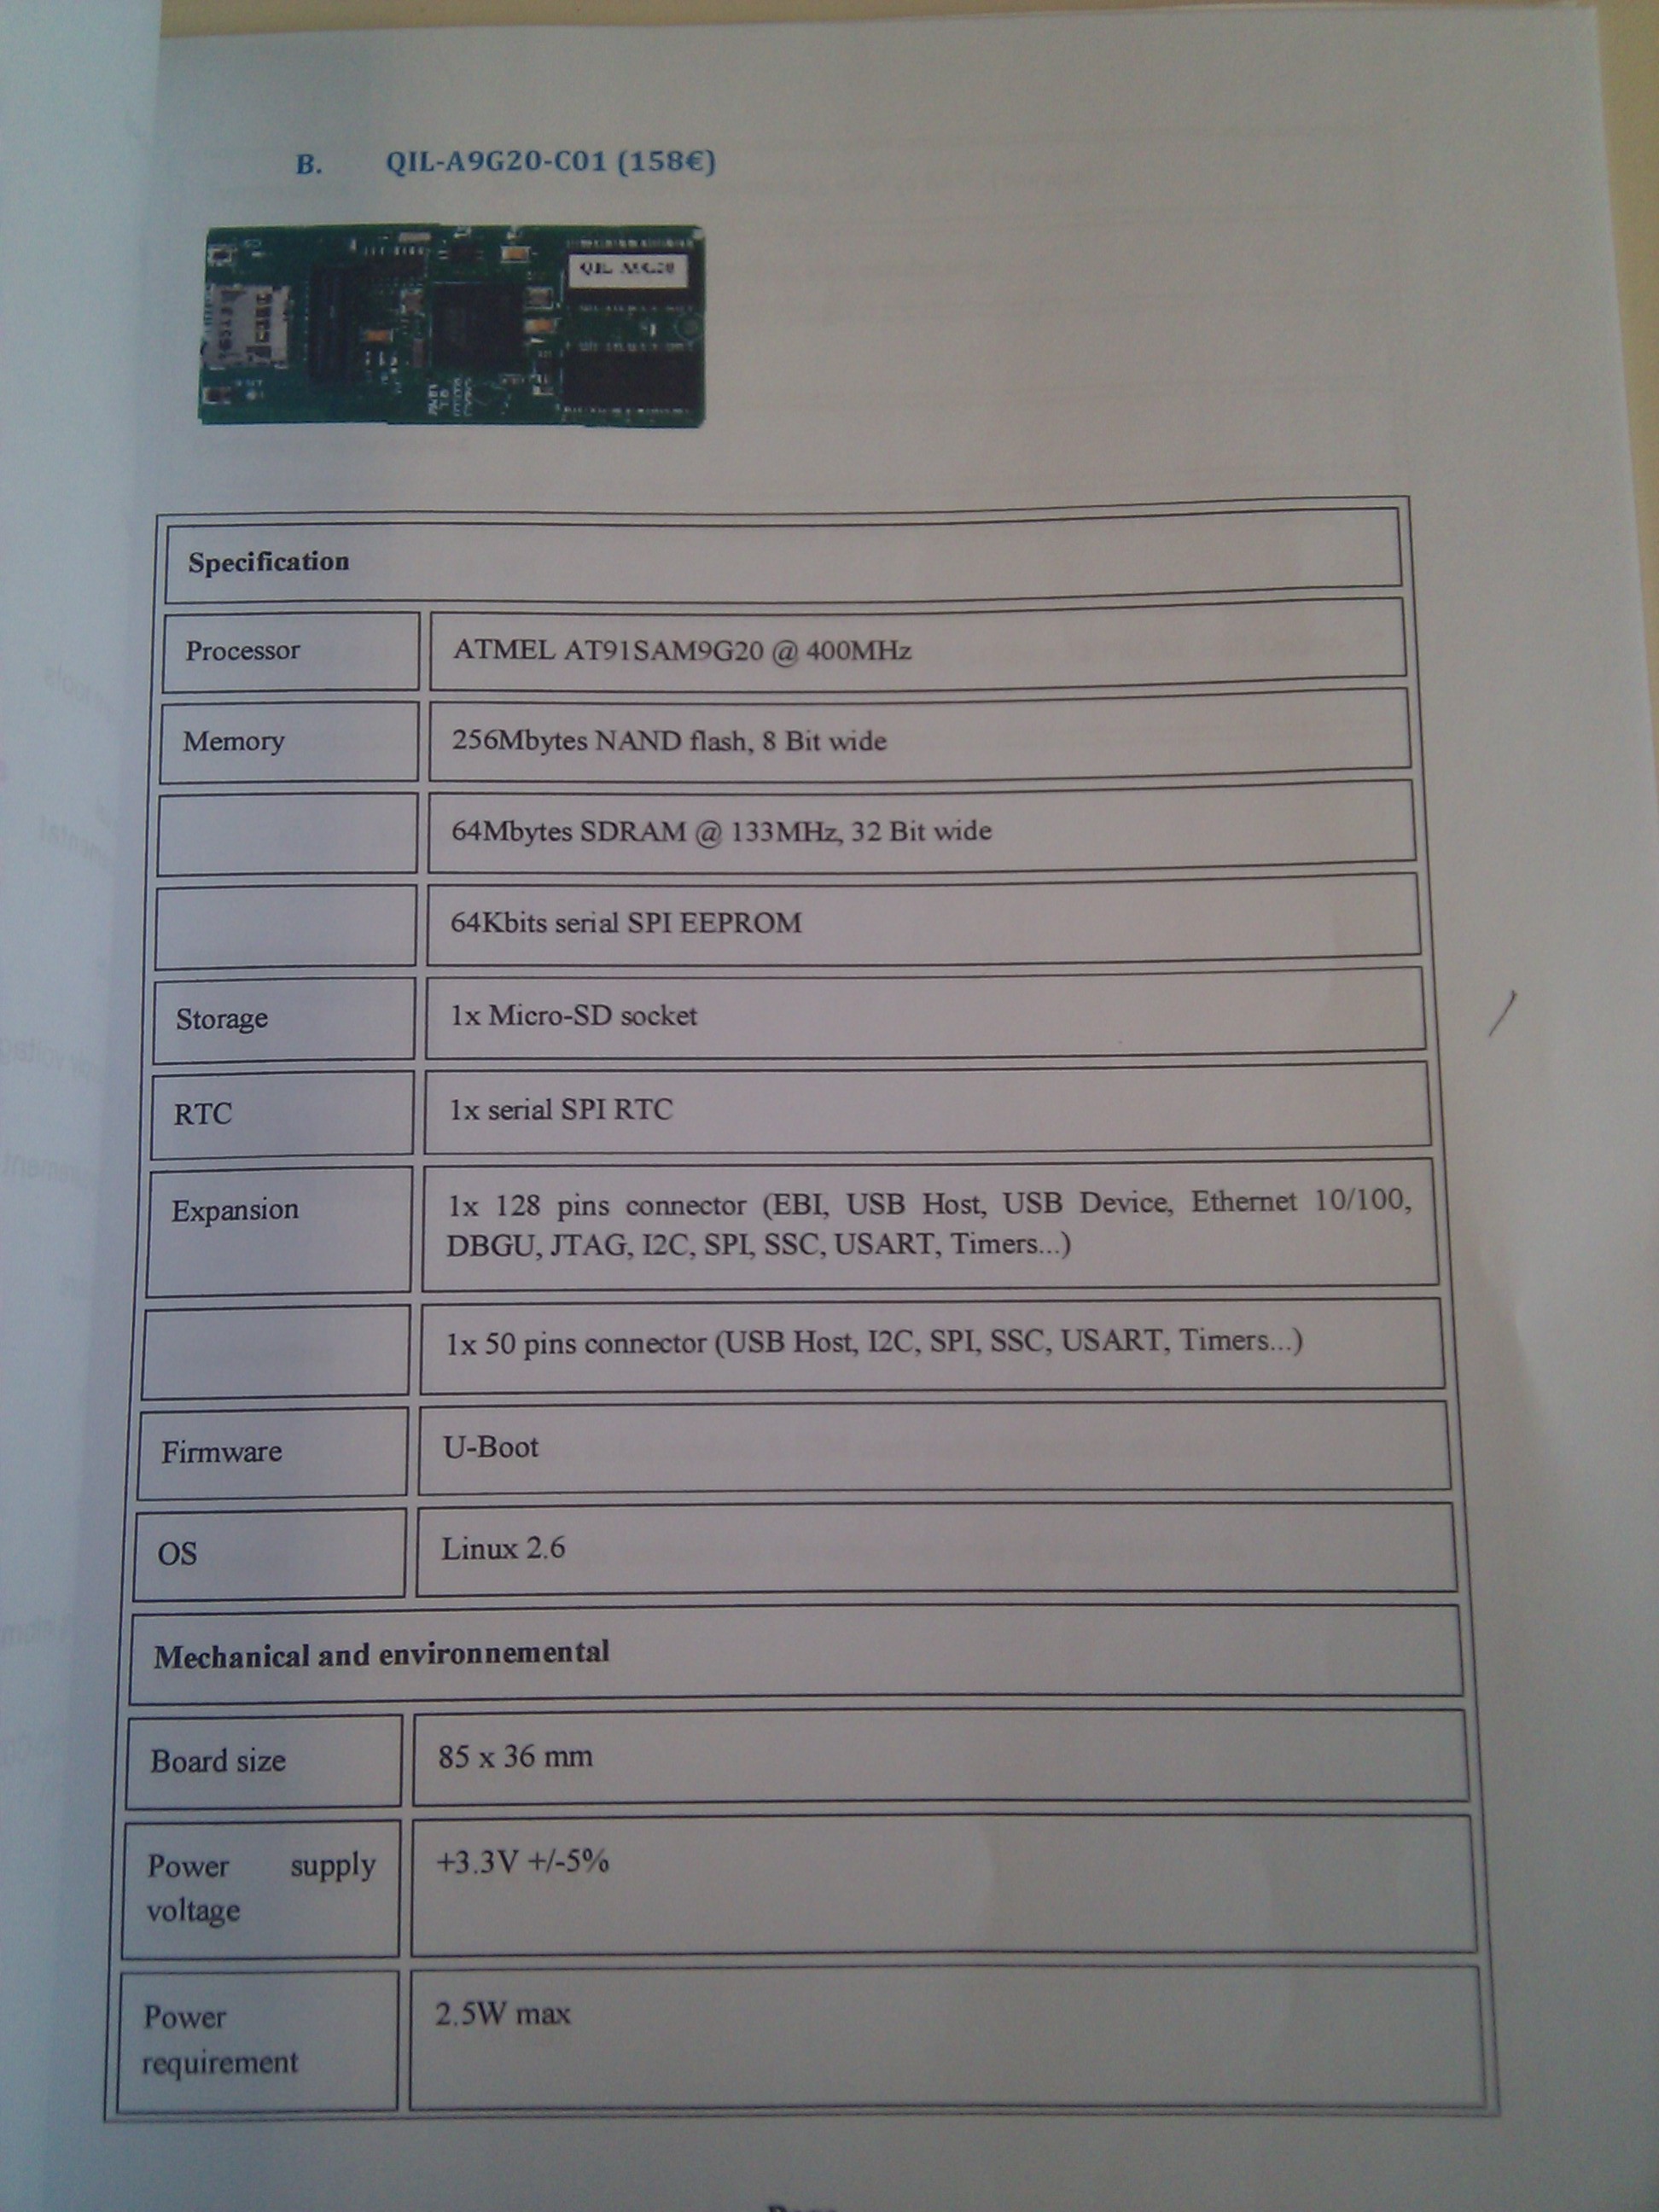 B. QIL-A9G20-C01 (158€)
QIL-A9G20
Specification
Processor ATMEL AT91SAM9G20 @ 400MHz
Memory 256Mbytes NAND flash, 8 Bit wide
64Mbytes SDRAM @ 133MHz, 32 Bit wide
64Kbits serial SPI EEPROM
Storage 1x Micro-SD socket
RTC 1x serial SPI RTC
Expansion 1x 128 pins connector (EBI, USB Host, USB Device, Ethernet 10/100,
DBGU, JTAG, I2C, SPI, SSC, USART, Timers...)
1x 50 pins connector (USB Host, I2C, SPI, SSC, USART, Timers...)
Firmware U-Boot
OS Linux 2.6
Mechanical and environnemental
Board size 85 x 36 mm
Power supply +3.3V +/-5%
voltage
Power 2.5W max
requirement